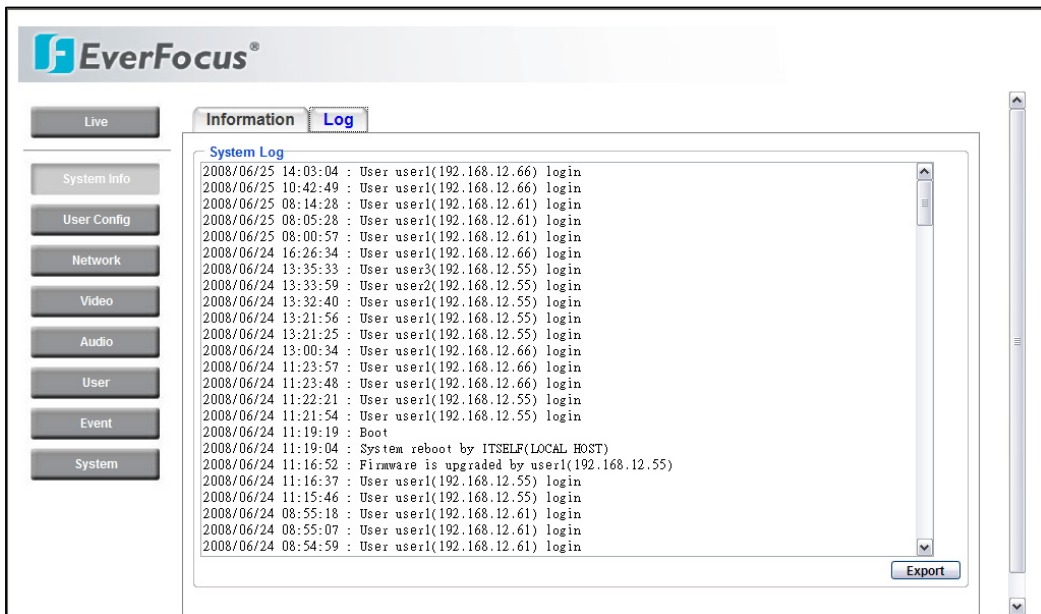 EverFocus®
Live
System Info
User Config
Network
Video
Audio
User
Event
System
Information
Log
System Log
2008/06/25 14:03:04 : User user1(192.168.12.66) login
2008/06/25 10:42:49 : User user1(192.168.12.66) login
2008/06/25 08:14:28 : User user1(192.168.12.61) login
2008/06/25 08:05:28 : User user1(192.168.12.61) login
2008/06/25 08:00:57 : User user1(192.168.12.61) login
2008/06/24 16:26:34 : User user1(192.168.12.66) login
2008/06/24 13:35:33 : User user3(192.168.12.55) login
2008/06/24 13:33:59 : User user2(192.168.12.55) login
2008/06/24 13:32:40 : User user1(192.168.12.55) login
2008/06/24 13:21:56 : User user1(192.168.12.55) login
2008/06/24 13:21:25 : User user1(192.168.12.55) login
2008/06/24 13:00:34 : User user1(192.168.12.66) login
2008/06/24 11:23:57 : User user1(192.168.12.66) login
2008/06/24 11:23:48 : User user1(192.168.12.66) login
2008/06/24 11:22:21 : User user1(192.168.12.55) login
2008/06/24 11:21:54 : User user1(192.168.12.55) login
2008/06/24 11:19:19 : Boot
2008/06/24 11:19:04 : System reboot by ITSELF(LOCAL HOST)
2008/06/24 11:16:52 : Firmware is upgraded by user1(192.168.12.55)
2008/06/24 11:16:37 : User user1(192.168.12.55) login
2008/06/24 11:15:46 : User user1(192.168.12.55) login
2008/06/24 08:55:18 : User user1(192.168.12.61) login
2008/06/24 08:55:07 : User user1(192.168.12.61) login
2008/06/24 08:54:59 : User user1(192.168.12.61) login
Export